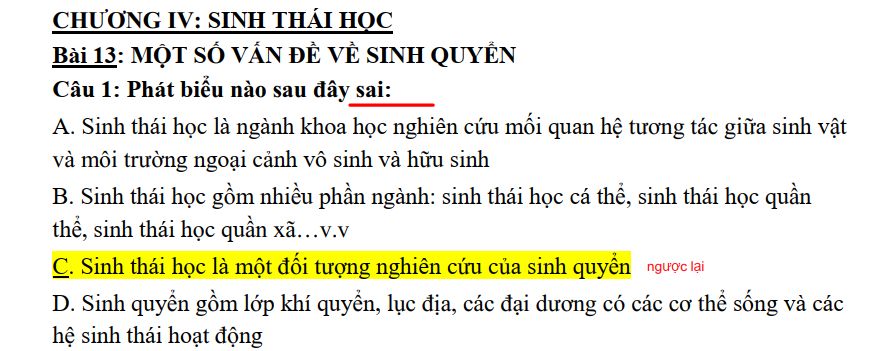 CHƯƠNG IV: SINH THÁI HỌC
Bài 13: MỘT SỐ VẤN ĐỀ VỀ SINH QUYỂN
Câu 1: Phát biểu nào sau đây sai:
A. Sinh thái học là ngành khoa học nghiên cứu mối quan hệ tương tác giữa sinh vật
và môi trường ngoại cảnh vô sinh và hữu sinh
B. Sinh thái học gồm nhiều phần ngành: sinh thái học cá thể, sinh thái học quần
thể, sinh thái học quần xã…v.v
C. Sinh thái học là một đối tượng nghiên cứu của sinh quyển ngược lại
D. Sinh quyển gồm lớp khí quyển, lục địa, các đại dương có các cơ thể sống và các
hệ sinh thái hoạt động